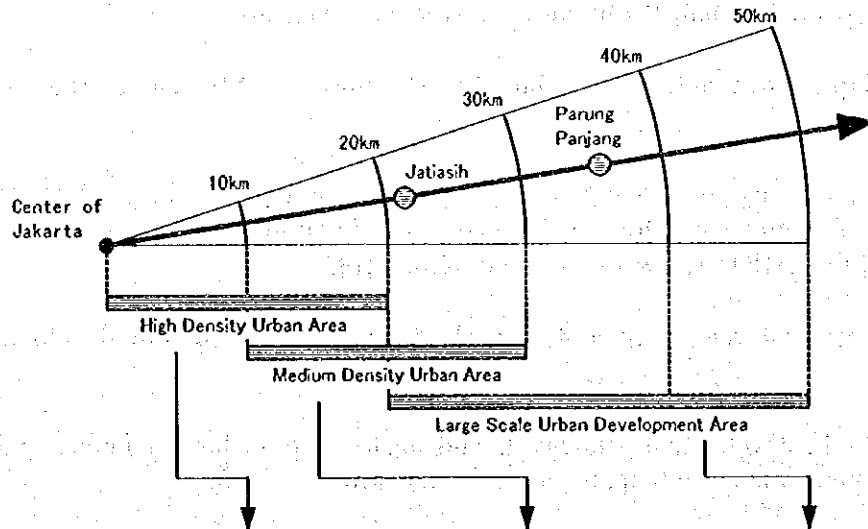 50km
40km
30km
Parung
Panjang
20km
Jatiasih
10km
Center of
Jakarta
High Density Urban Area
Medium Density Urban Area
Large Scale Urban Development Area